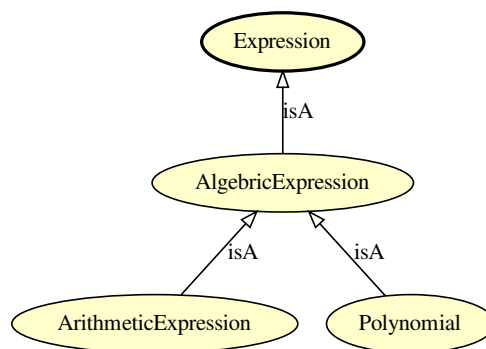 Expression
isA
AlgebricExpression
isA
isA
ArithmeticExpression
Polynomial